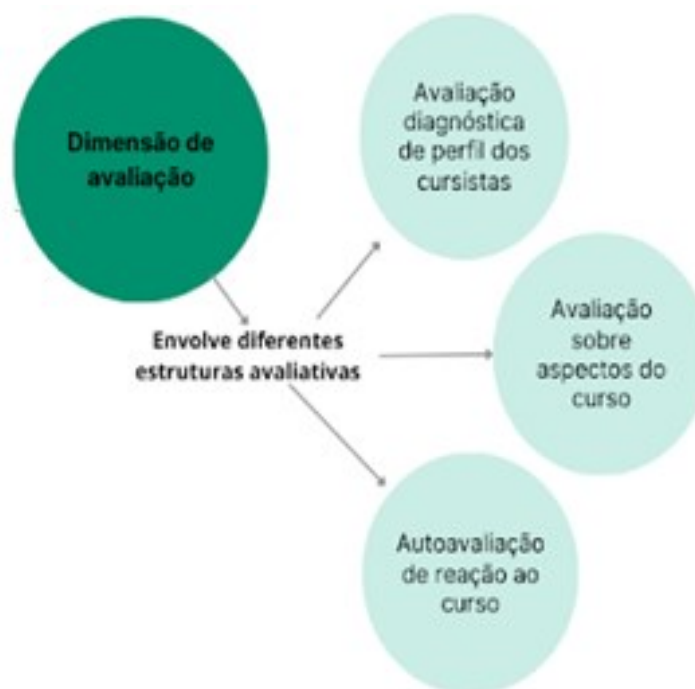 Dimensão de
avaliação
Avaliação
diagnóstica
de perfil dos
cursistas
Envolve diferentes
estruturas avaliativas
Avaliação
sobre
aspectos do
curso
Autoavaliação
de reação ao
curso